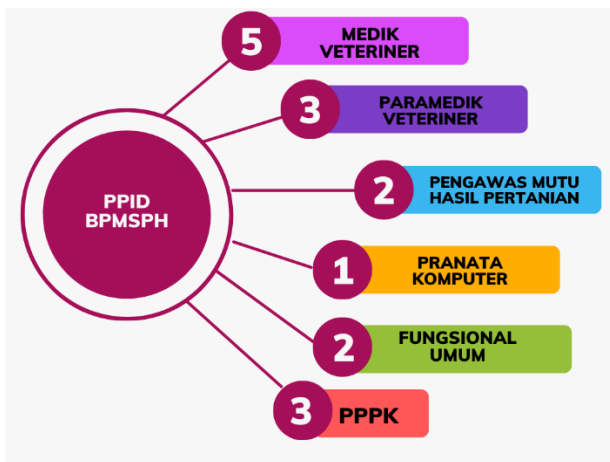 5
MEDIK
VETERINER
3
PARAMEDIK
VETERINER
PPID
BPMSPH
2
PENGAWAS MUTU
HASIL PERTANIAN
1
PRANATA
KOMPUTER
2
FUNGSIONAL
UMUM
3
PPPK